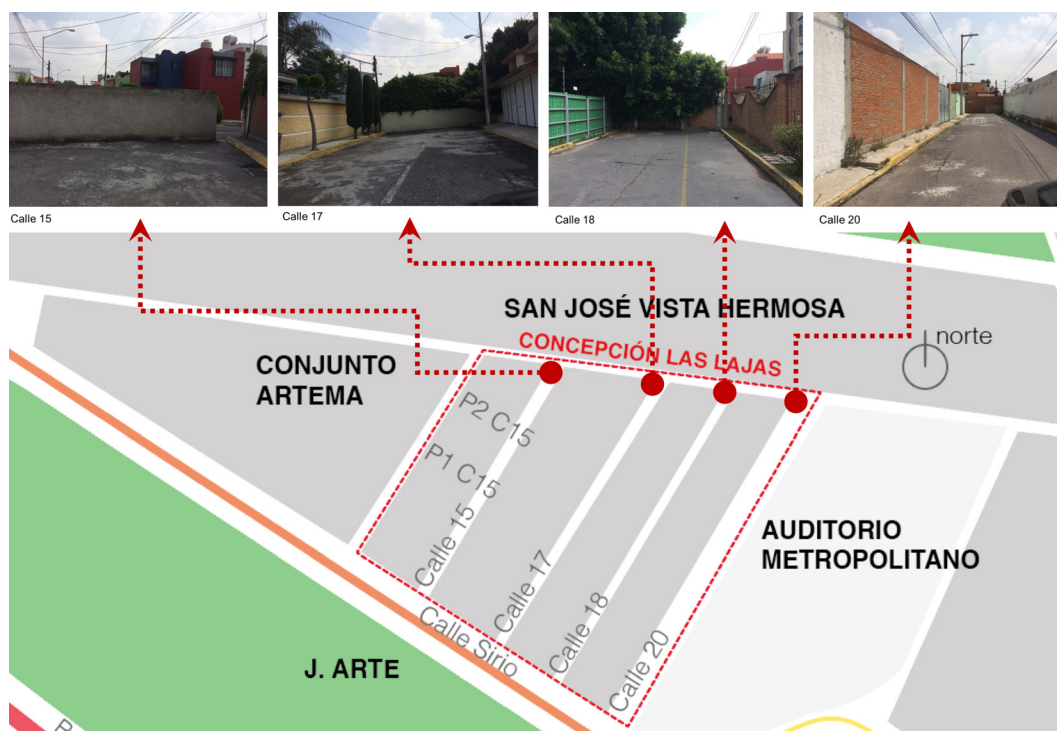 Calle 15
Calle 17
Calle 18
Calle 20
SAN JOSÉ VISTA HERMOSA
norte
CONCEPCIÓN LAS LAJAS
CONJUNTO
ARTEMA
P2 C15
P1 C15
Calle 15
Calle 17
Calle 18
Calle 20
Calle Sirio
AUDITORIO
METROPOLITANO
J. ARTE